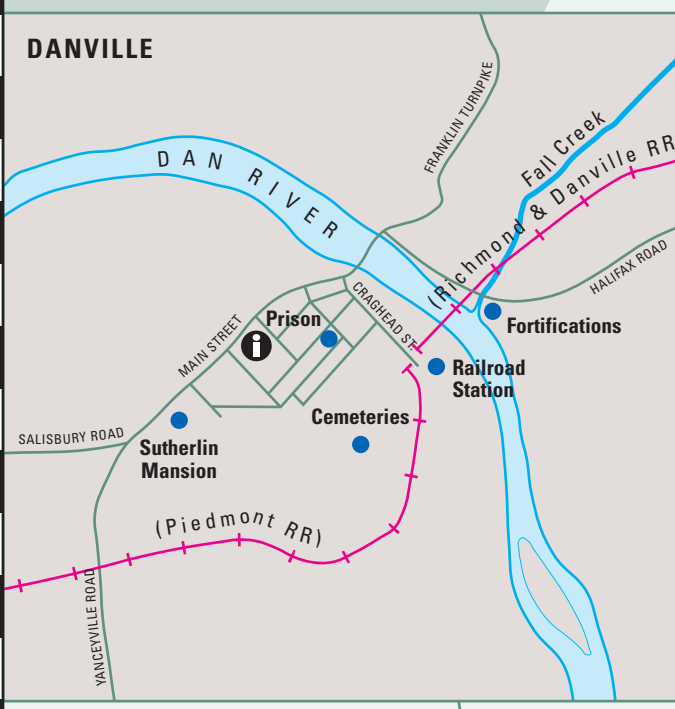 DANVILLE
FRANKLIN TURNPIKE
Fall Creek
DAN RIVER
(Richmond & Danville RR
HALIFAX ROAD
CRAGHEAD ST.
MAIN STREET
i
Prison
Fortifications
Railroad
Station
Cemeteries
SALISBURY ROAD
Sutherlin
Mansion
(Piedmont RR)
YANCEYVILLE ROAD